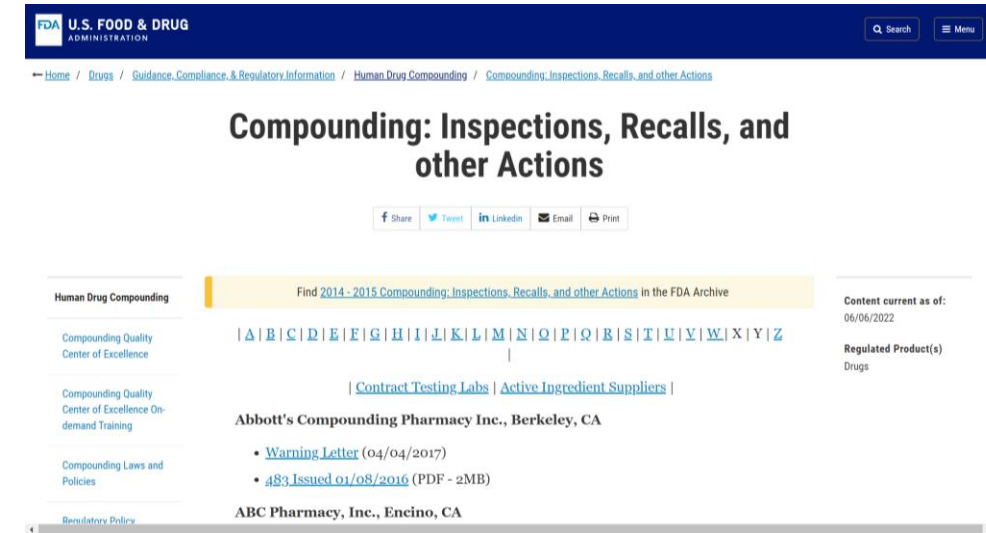 FDA U.S. FOOD & DRUG
ADMINISTRATION
Search
Menu
Home / Drugs / Guidance, Compliance, & Regulatory Information / Human Drug Compounding / Compounding: Inspections, Recalls, and other Actions
Compounding: Inspections, Recalls, and
other Actions
Share Tweet in Linkedin Email Print
Human Drug Compounding
Compounding Quality
Center of Excellence
Compounding Quality
Center of Excellence On-
demand Training
Compounding Laws and
Policies
Regulatory Policy
Find 2014 - 2015 Compounding: Inspections, Recalls, and other Actions in the FDA Archive
| A | B | C | D | E | F | G | H | I | J | K | L | M | N | O | P | Q | R | S | T | U | V | W | X | Y | Z
|
| Contract Testing Labs | Active Ingredient Suppliers |
Abbott's Compounding Pharmacy Inc., Berkeley, CA
• Warning Letter (04/04/2017)
• 483 Issued 01/08/2016 (PDF - 2MB)
ABC Pharmacy, Inc., Encino, CA
Content current as of:
06/06/2022
Regulated Product(s)
Drugs